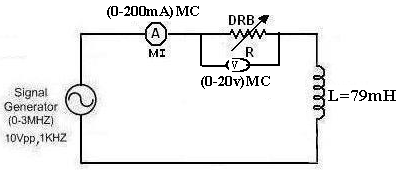 (0-200mA) MC
A
MI
DRB
R
V
(0-20v)MC
L=79mH
Signal
Generator
(0-3MHZ)
10Vpp,1KHZ